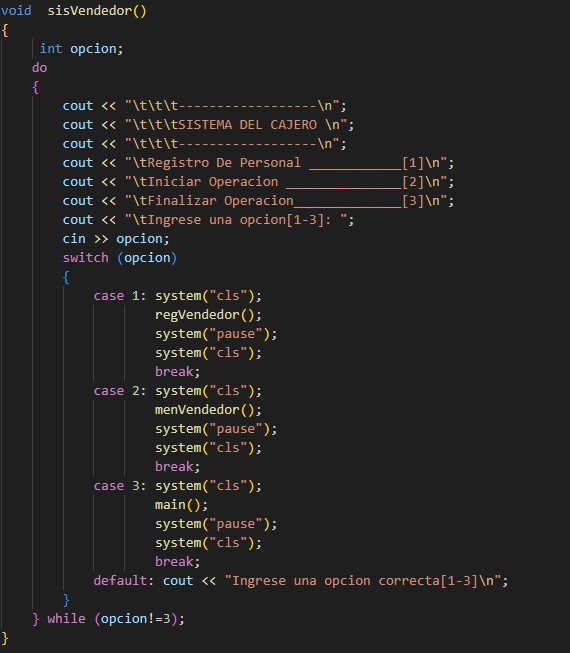 void  sisVendedor()
{
     int opcion;
    do
    {
        cout << "\t\t\t------------------\n";
        cout << "\t\t\tSISTEMA DEL CAJERO \n";
        cout << "\t\t\t------------------\n";
        cout << "\tRegistro De Personal ____________[1]\n";
        cout << "\tIniciar Operacion _______________[2]\n";
        cout << "\tFinalizar Operacion______________[3]\n";
        cout << "\tIngrese una opcion[1-3]: ";
        cin >> opcion;
        switch (opcion)
        {
            case 1: system("cls");
                    regVendedor();
                    system("pause");
                    system("cls");
                    break;
            case 2: system("cls");
                    menVendedor();
                    system("pause");
                    system("cls");
                    break;
            case 3: system("cls");
                    main();
                    system("pause");
                    system("cls");
                    break;
            default: cout << "Ingrese una opcion correcta[1-3]\n";
        }
    } while (opcion!=3);
}